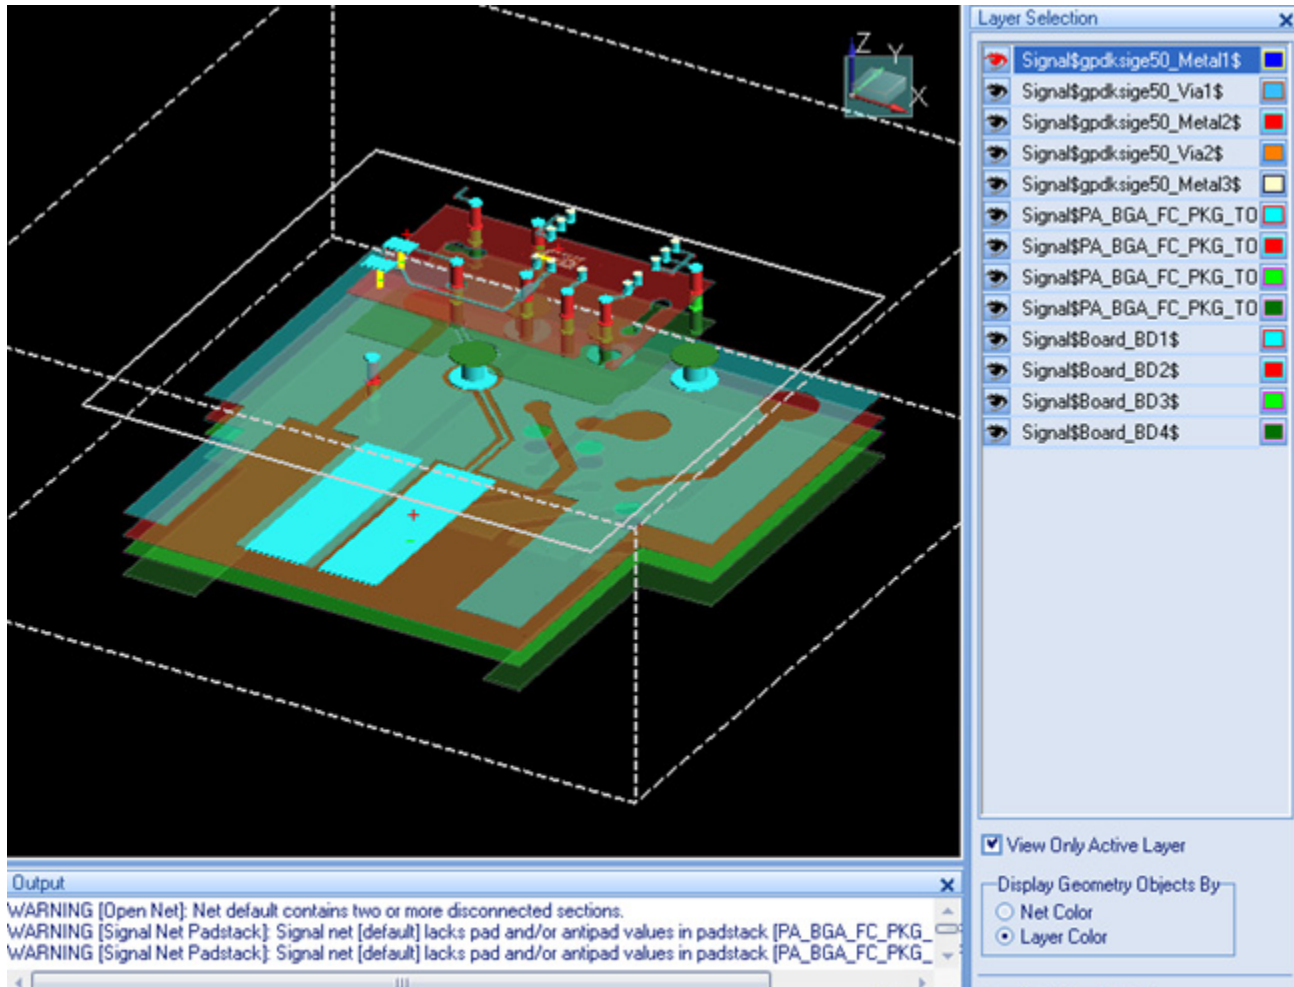 Layer Selection
Z
Y
X
Signal$gpdksige50_Metal1$
Signal$gpdksige50_Via1$
Signal$gpdksige50_Metal2$
Signal$gpdksige50_Via2$
Signal$gpdksige50_Metal3$
Signal$PA_BGA_FC_PKG_TO
Signal$PA_BGA_FC_PKG_TO
Signal$PA_BGA_FC_PKG_TO
Signal$PA_BGA_FC_PKG_TO
Signal$Board_BD1$
Signal$Board_BD2$
Signal$Board_BD3$
Signal$Board_BD4$
View Only Active Layer
Display Geometry Objects By
Net Color
Layer Color
Output
WARNING [Open Net]: Net default contains two or more disconnected sections.
WARNING [Signal Net Padstack]: Signal net [default] lacks pad and/or antipad values in padstack [PA_BGA_FC_PKG_
WARNING [Signal Net Padstack]: Signal net [default] lacks pad and/or antipad values in padstack [PA_BGA_FC_PKG_